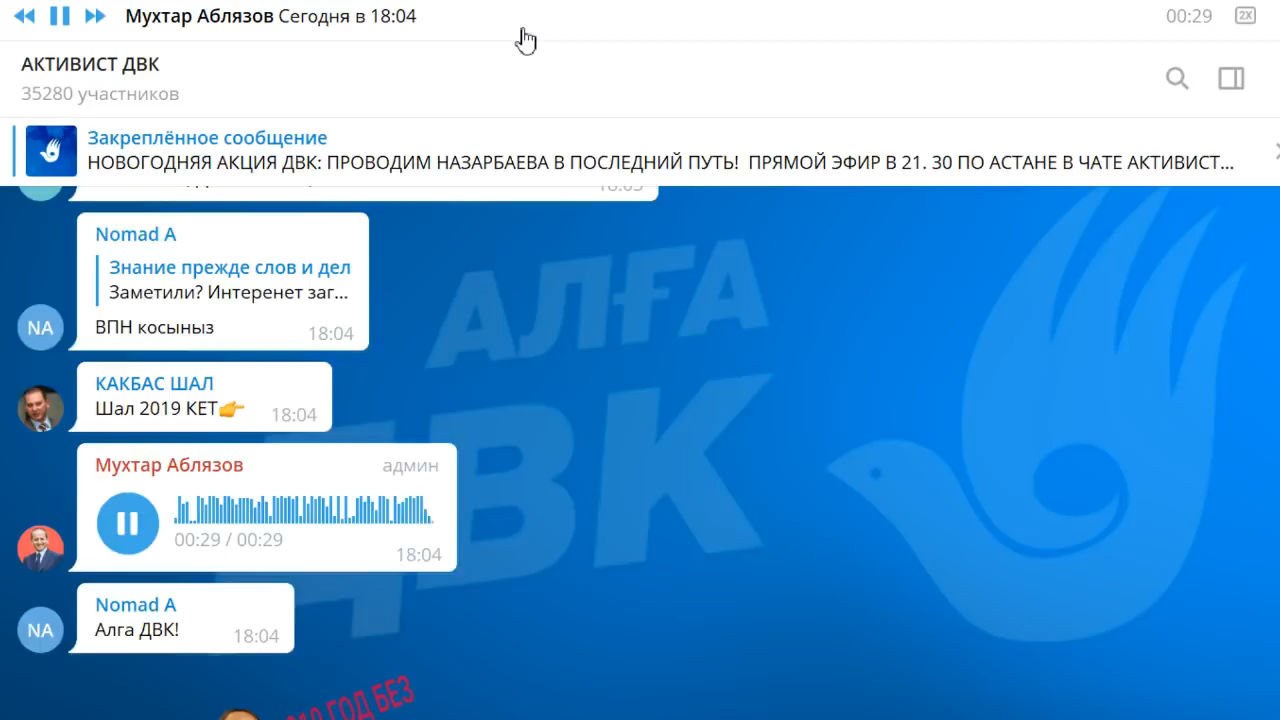 Мухтар Аблязов Сегодня в 18:04
00:29
2X
АКТИВИСТ ДВК
35280 участников
Закреплённое сообщение
НОВОГОДНЯЯ АКЦИЯ ДВК: ПРОВОДИМ НАЗАРБАЕВА В ПОСЛЕДНИЙ ПУТЬ! ПРЯМОЙ ЭФИР В 21. 30 ПО АСТАНЕ В ЧАТЕ АКТИВИСТ...
Nomad A
Знание прежде слов и дел
Заметили? Интеренет заг...
NA
ВПН косыныз
18:04
КАКБАС ШАЛ
Шал 2019 КЕТ👉
18:04
Мухтар Аблязов
админ
00:29 / 00:29
18:04
Nomad A
NA
Алга ДВК!
18:04
АЛҒА
ДВК
ГОД БЕЗ